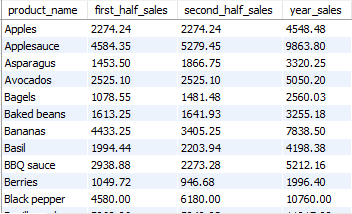 product_name first_half_sales second_half_sales year_sales
Apples 2274.24 2274.24 4548.48
Applesauce 4584.35 5279.45 9863.80
Asparagus 1453.50 1866.75 3320.25
Avocados 2525.10 2525.10 5050.20
Bagels 1078.55 1481.48 2560.03
Baked beans 1613.25 1641.93 3255.18
Bananas 4433.25 3405.25 7838.50
Basil 1994.44 2203.94 4198.38
BBQ sauce 2938.88 2273.28 5212.16
Berries 1049.72 946.68 1996.40
Black pepper 4580.00 6180.00 10760.00